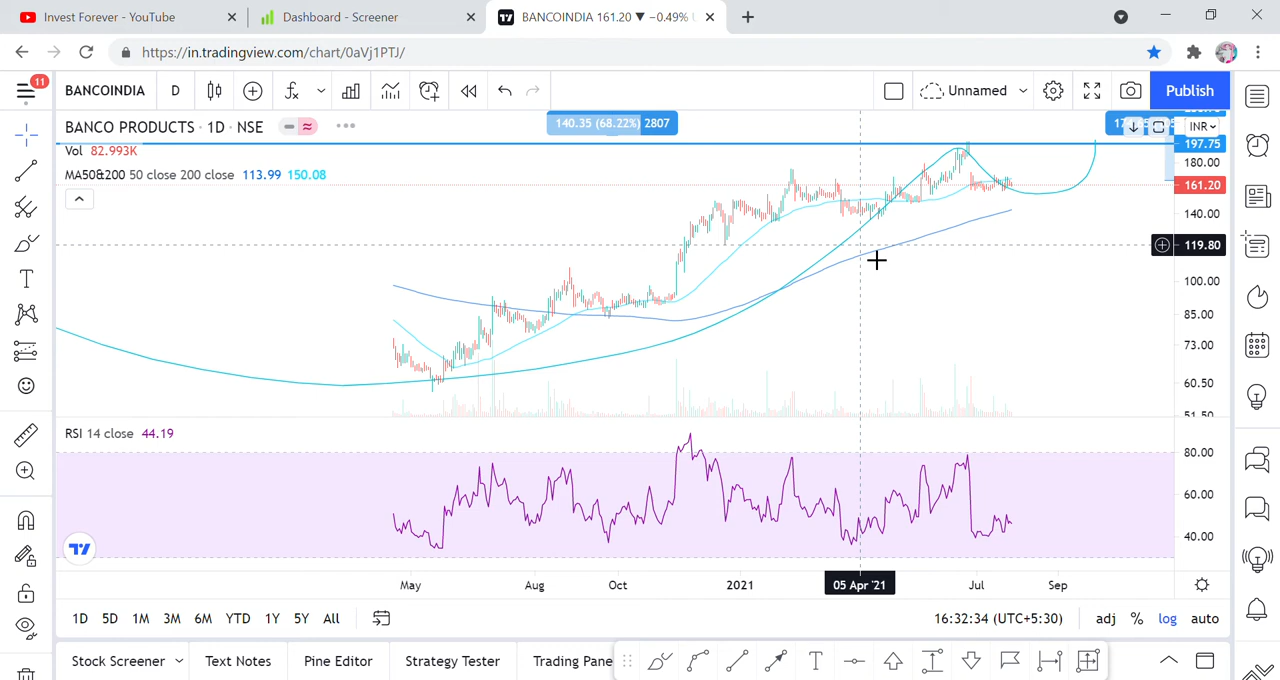 Invest Forever - YouTube
Dashboard - Screener
BANCOINDIA 161.20 ▼ −0.49%
https://in.tradingview.com/chart/0aVj1PTJ/
11
BANCOINDIA
D
Unnamed
Publish
BANCO PRODUCTS · 1D · NSE
140.35 (68.22%) 2807
INR
Vol 82.993K
197.75
180.00
MA50&200 50 close 200 close 113.99 150.08
161.20
140.00
119.80
100.00
85.00
73.00
60.50
51.50
RSI 14 close 44.19
80.00
60.00
40.00
May
Aug
Oct
2021
05 Apr '21
Jul
Sep
1D 5D 1M 3M 6M YTD 1Y 5Y All
16:32:34 (UTC+5:30)
adj % log auto
Stock Screener
Text Notes
Pine Editor
Strategy Tester
Trading Pane